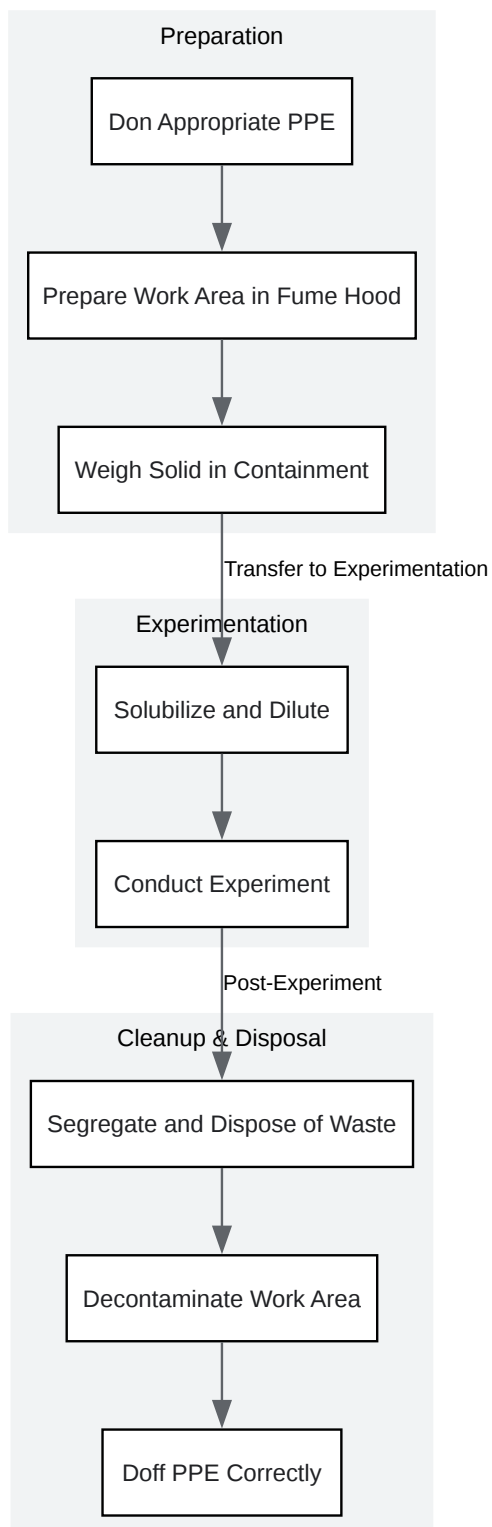 Preparation
Don Appropriate PPE
Prepare Work Area in Fume Hood
Weigh Solid in Containment
Transfer to Experimentation
Experimentation
Solubilize and Dilute
Conduct Experiment
Post-Experiment
Cleanup & Disposal
Segregate and Dispose of Waste
Decontaminate Work Area
Doff PPE Correctly